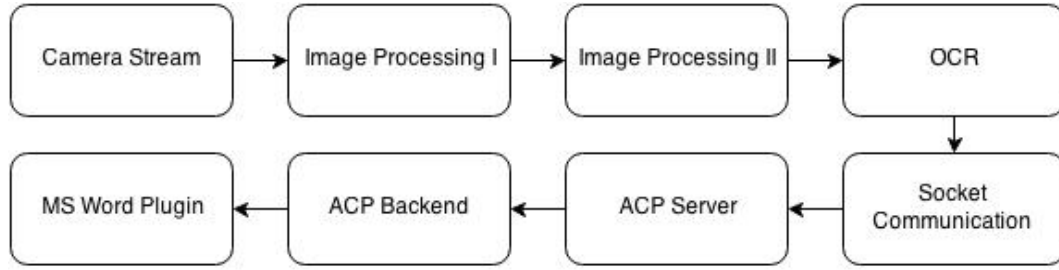 Camera Stream
Image Processing I
Image Processing II
OCR
MS Word Plugin
ACP Backend
ACP Server
Socket
Communication